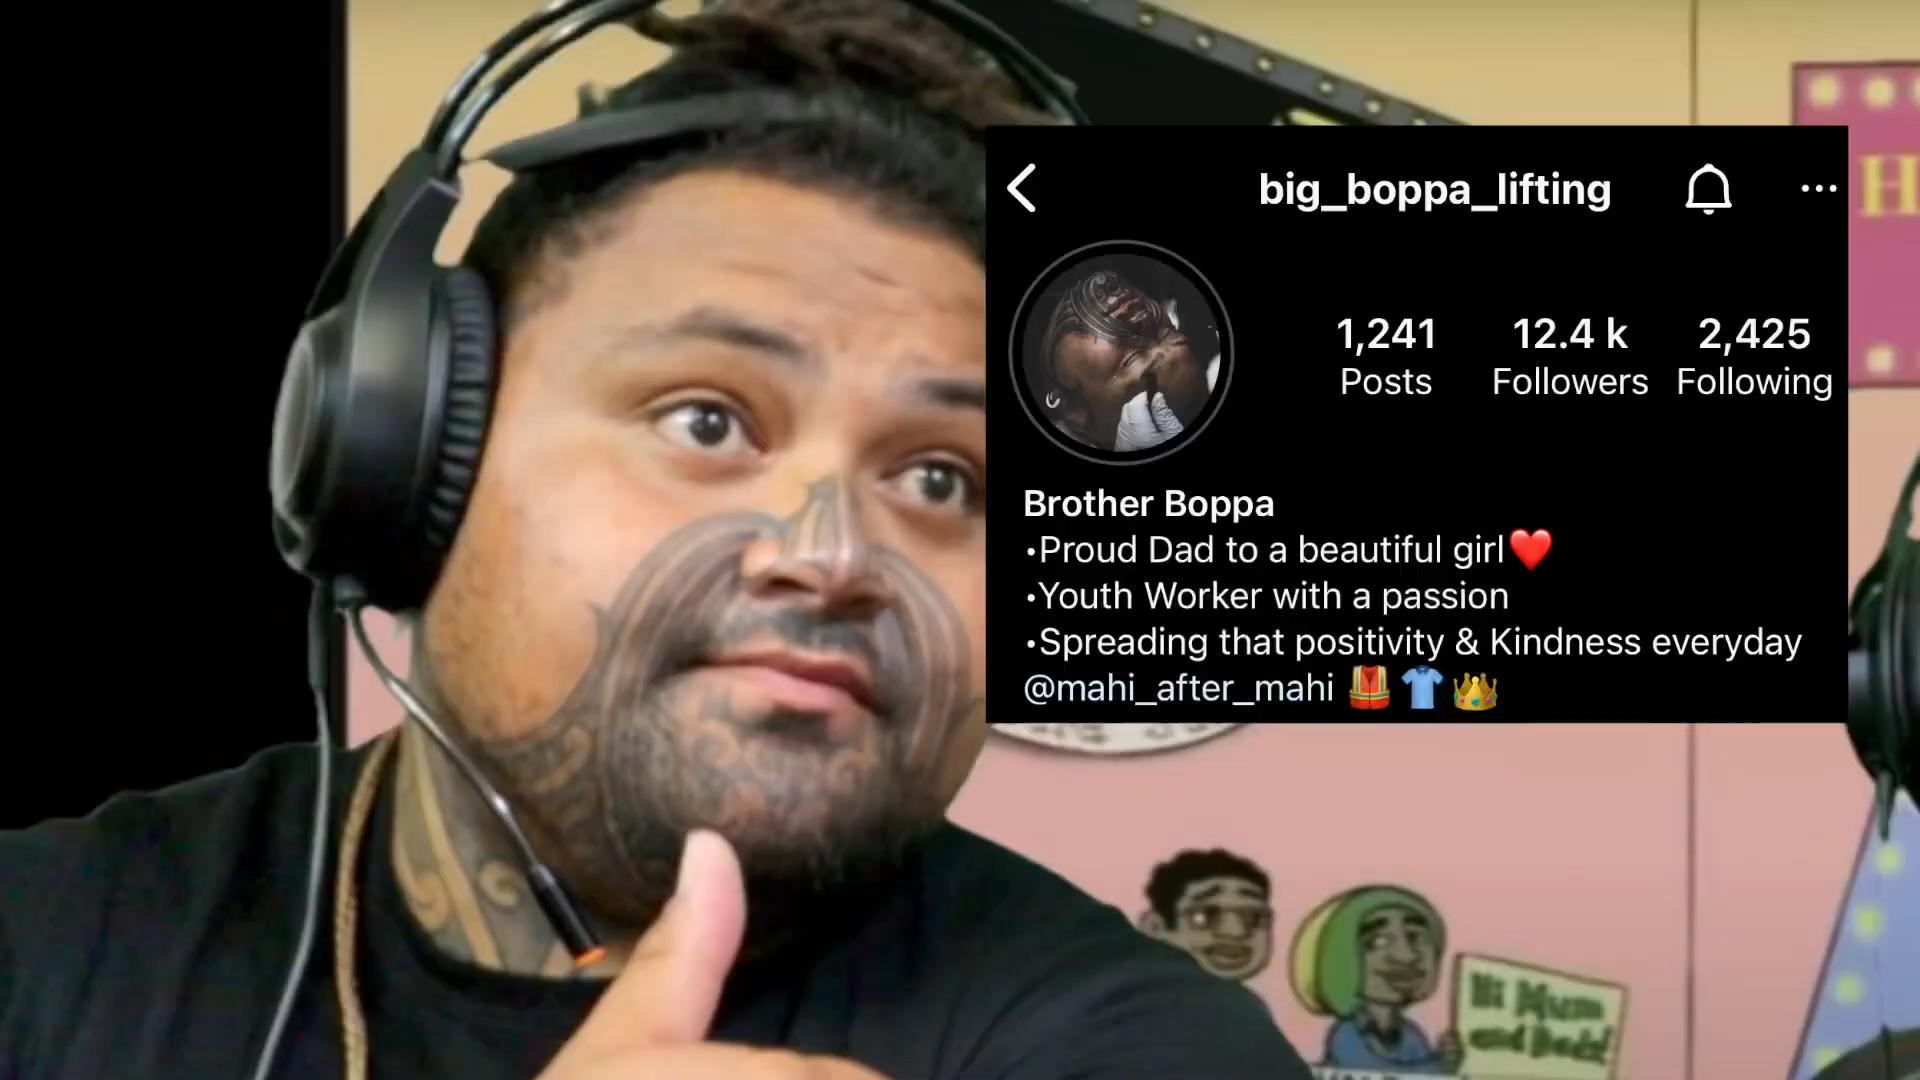 big_boppa_lifting
1,241 12.4 k 2,425
Posts Followers Following
Brother Boppa
•Proud Dad to a beautiful girl❤️
•Youth Worker with a passion
•Spreading that positivity & Kindness everyday
@mahi_after_mahi 🦺 👕 👑
H
Hi Mum
and Dad!